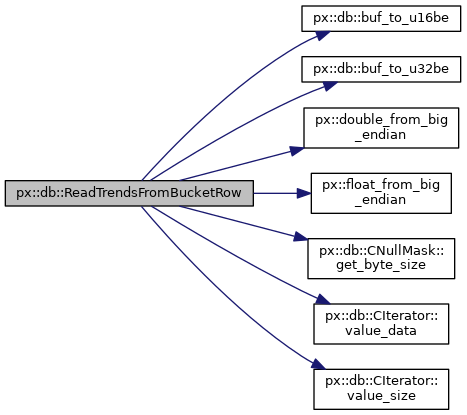 px::db::buf_to_u16be
px::db::buf_to_u32be
px::double_from_big
_endian
px::db::ReadTrendsFromBucketRow
px::float_from_big
_endian
px::db::CNullMask::
get_byte_size
px::db::CIterator::
value_data
px::db::CIterator::
value_size